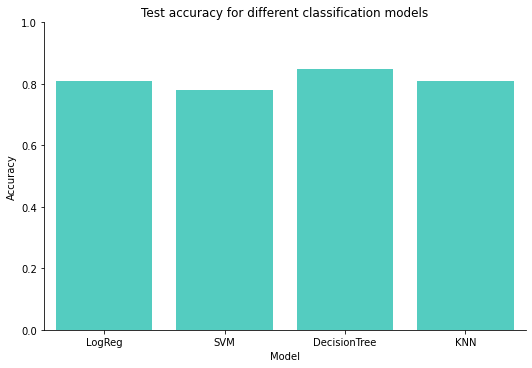 Test accuracy for different classification models
1.0
0.8
0.6
0.4
0.2
0.0
Accuracy
LogReg SVM DecisionTree KNN
Model